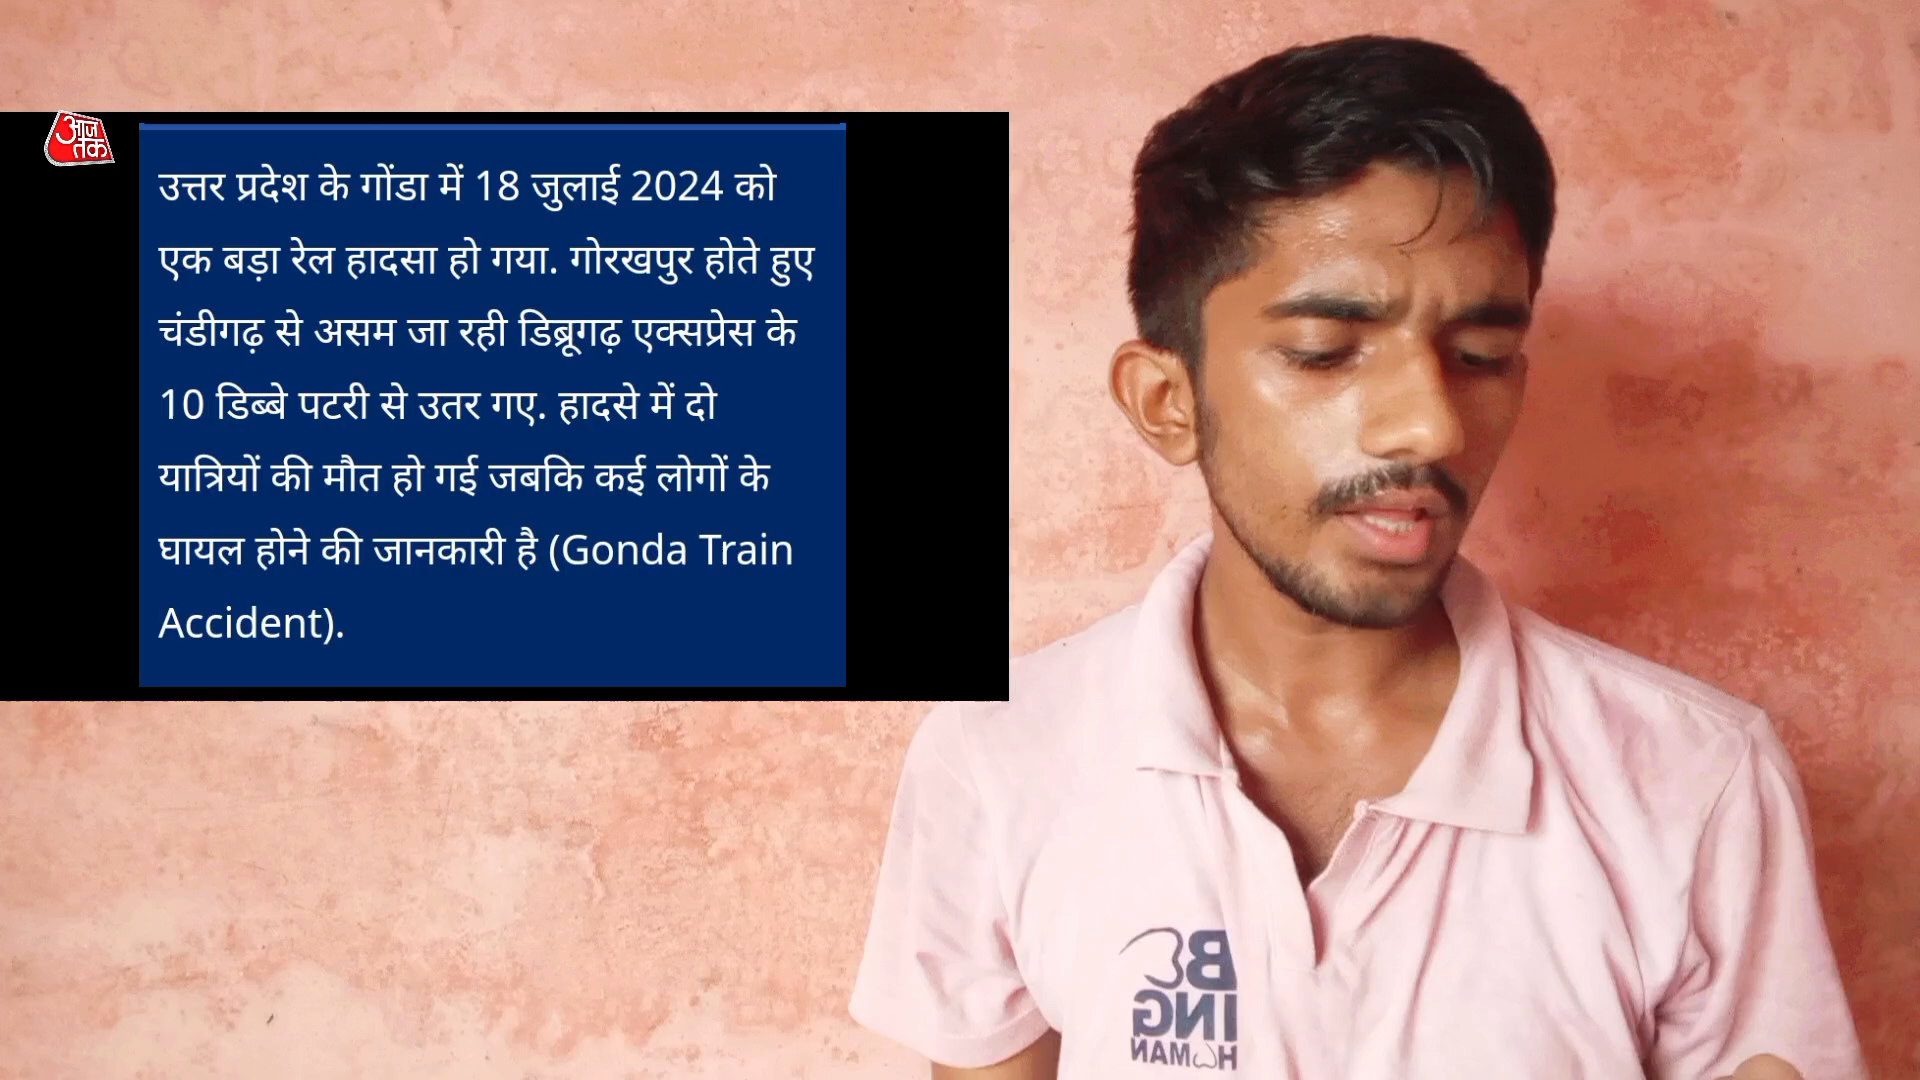 आज
तक
उत्तर प्रदेश के गोंडा में 18 जुलाई 2024 को
एक बड़ा रेल हादसा हो गया. गोरखपुर होते हुए
चंडीगढ़ से असम जा रही डिब्रूगढ़ एक्सप्रेस के
10 डिब्बे पटरी से उतर गए. हादसे में दो
यात्रियों की मौत हो गई जबकि कई लोगों के
घायल होने की जानकारी है (Gonda Train
Accident).
BE
ING
HUMAN